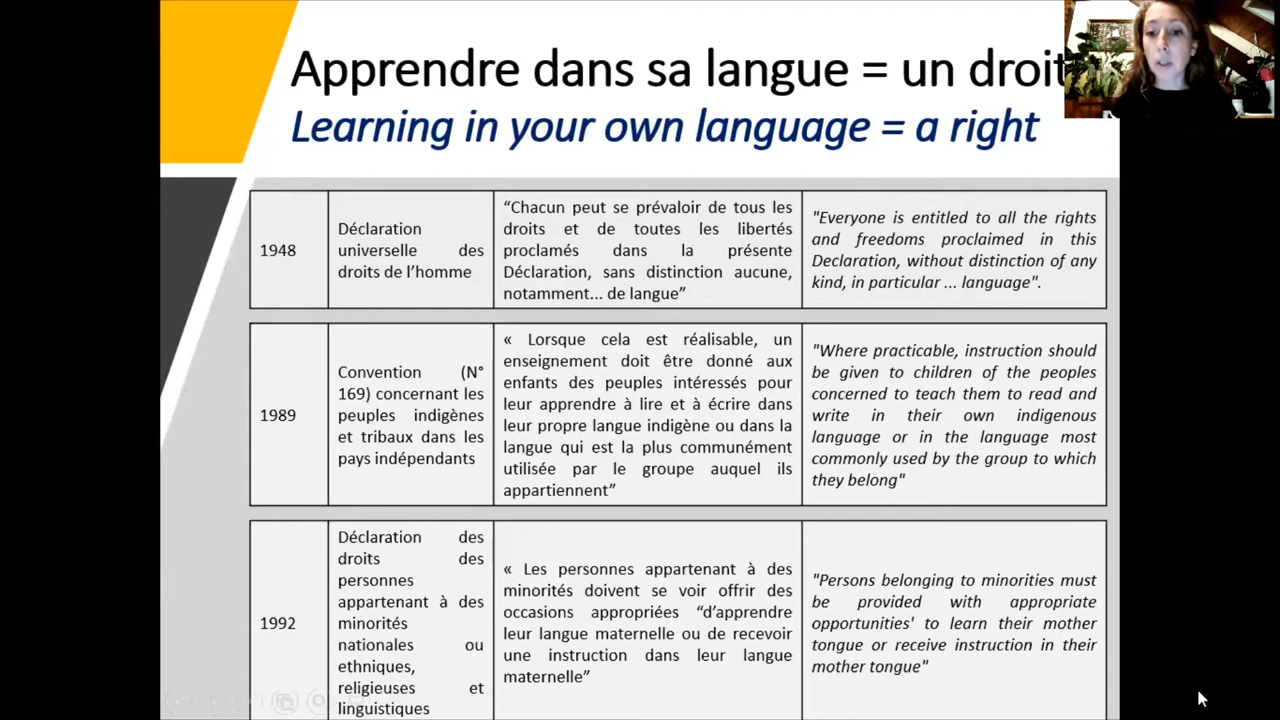 Apprendre dans sa langue = un droit
Learning in your own language = a right
1948
Déclaration
universelle des
droits de l’homme
“Chacun peut se prévaloir de tous les
droits et de toutes les libertés
proclamés dans la présente
Déclaration, sans distinction aucune,
notamment... de langue”
"Everyone is entitled to all the rights
and freedoms proclaimed in this
Declaration, without distinction of any
kind, in particular ... language".
1989
Convention (N°
169) concernant les
peuples indigènes
et tribaux dans les
pays indépendants
« Lorsque cela est réalisable, un
enseignement doit être donné aux
enfants des peuples intéressés pour
leur apprendre à lire et à écrire dans
leur propre langue indigène ou dans la
langue qui est la plus communément
utilisée par le groupe auquel ils
appartiennent”
"Where practicable, instruction should
be given to children of the peoples
concerned to teach them to read and
write in their own indigenous
language or in the language most
commonly used by the group to which
they belong"
1992
Déclaration des
droits des
personnes
appartenant à des
minorités
nationales ou
ethniques,
religieuses et
linguistiques
« Les personnes appartenant à des
minorités doivent se voir offrir des
occasions appropriées “d’apprendre
leur langue maternelle ou de recevoir
une instruction dans leur langue
maternelle”
"Persons belonging to minorities must
be provided with appropriate
opportunities' to learn their mother
tongue or receive instruction in their
mother tongue"